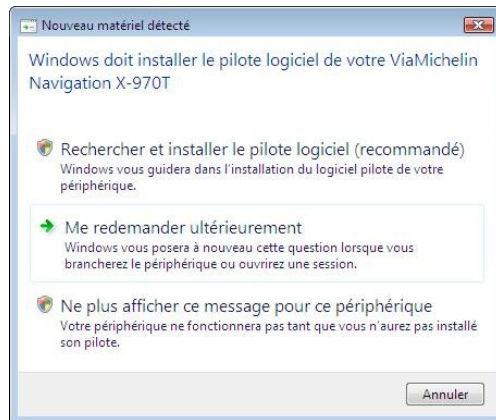 Nouveau matériel détecté
Windows doit installer le pilote logiciel de votre ViaMichelin
Navigation X-970T
Rechercher et installer le pilote logiciel (recommandé)
Windows vous guidera dans l'installation du logiciel pilote de votre
périphérique.
Me redemander ultérieurement
Windows vous posera à nouveau cette question lorsque vous
brancherez le périphérique ou ouvrirez une session.
Ne plus afficher ce message pour ce périphérique
Votre périphérique ne fonctionnera pas tant que vous n'aurez pas installé
son pilote.
Annuler